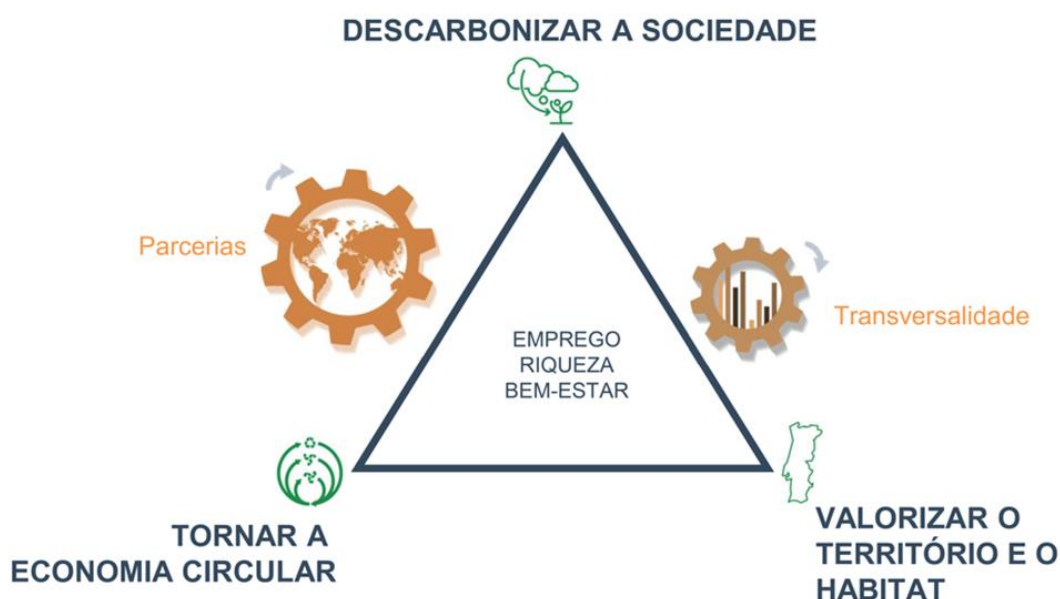 DESCARBONIZAR A SOCIEDADE
Parcerias
Transversalidade
EMPREGO
RIQUEZA
BEM-ESTAR
TORNAR A
ECONOMIA CIRCULAR
VALORIZAR O
TERRITÓRIO E O
HABITAT